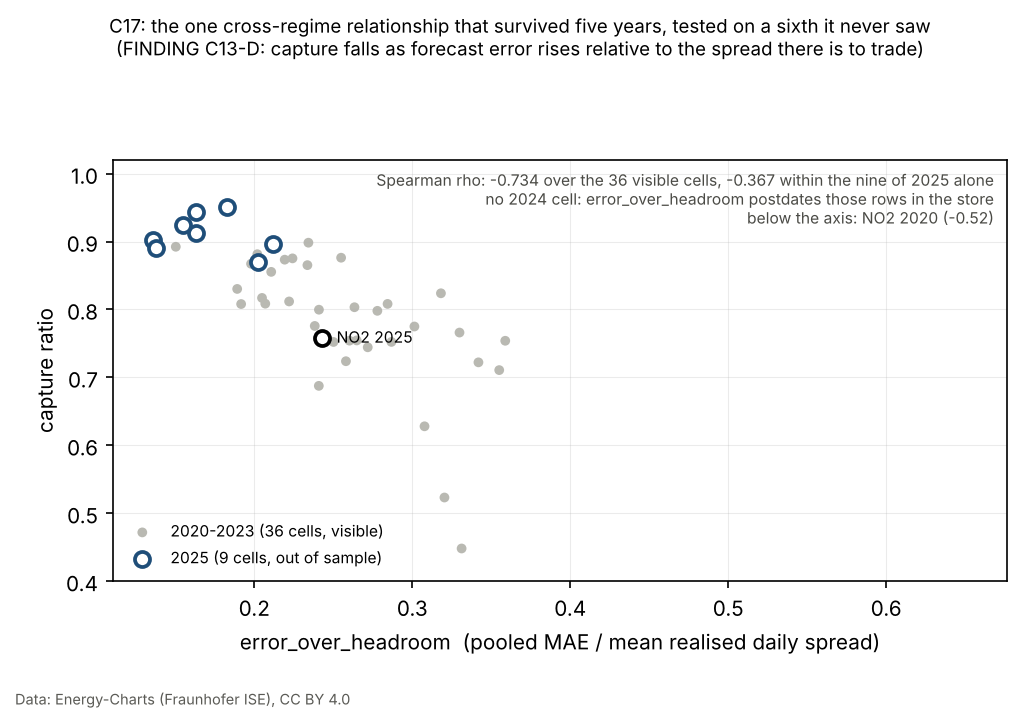 C17: the one cross-regime relationship that survived five years, tested on a sixth it never saw
(FINDING C13-D: capture falls as forecast error rises relative to the spread there is to trade)
Spearman rho: -0.734 over the 36 visible cells, -0.367 within the nine of 2025 alone
no 2024 cell: error_over_headroom postdates those rows in the store
below the axis: NO2 2020 (-0.52)
1.0
0.9
0.8
0.7
0.6
0.5
0.4
capture ratio
NO2 2025
2020-2023 (36 cells, visible)
2025 (9 cells, out of sample)
0.2 0.3 0.4 0.5 0.6
error_over_headroom (pooled MAE / mean realised daily spread)
Data: Energy-Charts (Fraunhofer ISE), CC BY 4.0